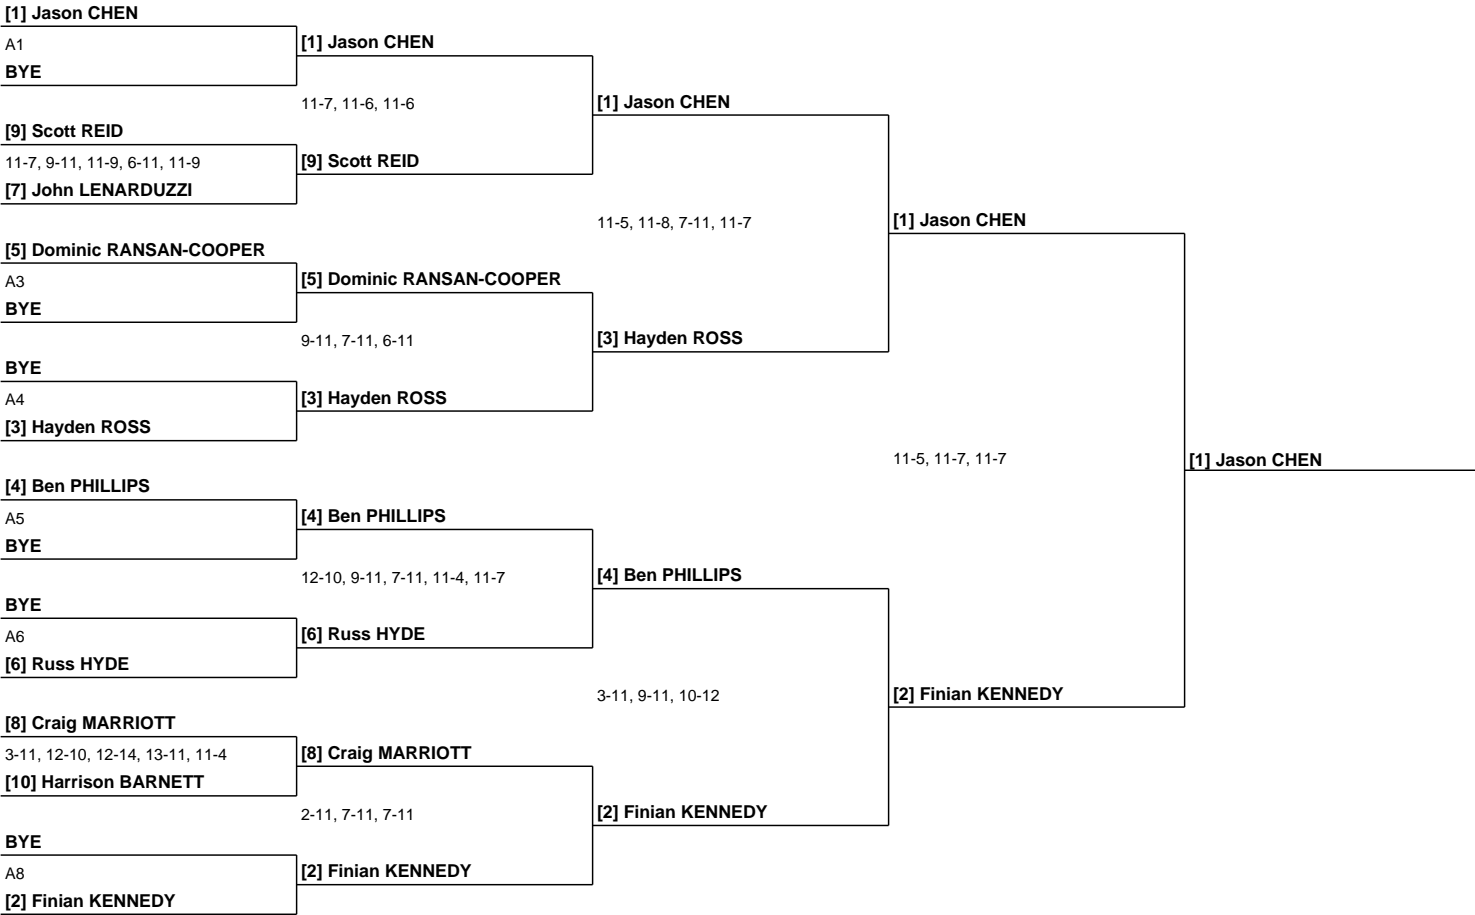 [1] Jason CHEN
A1
BYE
[1] Jason CHEN
11-7, 11-6, 11-6
[9] Scott REID
11-7, 9-11, 11-9, 6-11, 11-9
[7] John LENARDUZZI
[9] Scott REID
[1] Jason CHEN
11-5, 11-8, 7-11, 11-7
[5] Dominic RANSAN-COOPER
A3
BYE
[5] Dominic RANSAN-COOPER
9-11, 7-11, 6-11
BYE
A4
[3] Hayden ROSS
[3] Hayden ROSS
[3] Hayden ROSS
[1] Jason CHEN
11-5, 11-7, 11-7
[1] Jason CHEN
[4] Ben PHILLIPS
A5
BYE
[4] Ben PHILLIPS
12-10, 9-11, 7-11, 11-4, 11-7
BYE
A6
[6] Russ HYDE
[6] Russ HYDE
[4] Ben PHILLIPS
3-11, 9-11, 10-12
[8] Craig MARRIOTT
3-11, 12-10, 12-14, 13-11, 11-4
[10] Harrison BARNETT
[8] Craig MARRIOTT
2-11, 7-11, 7-11
BYE
A8
[2] Finian KENNEDY
[2] Finian KENNEDY
[2] Finian KENNEDY
[2] Finian KENNEDY